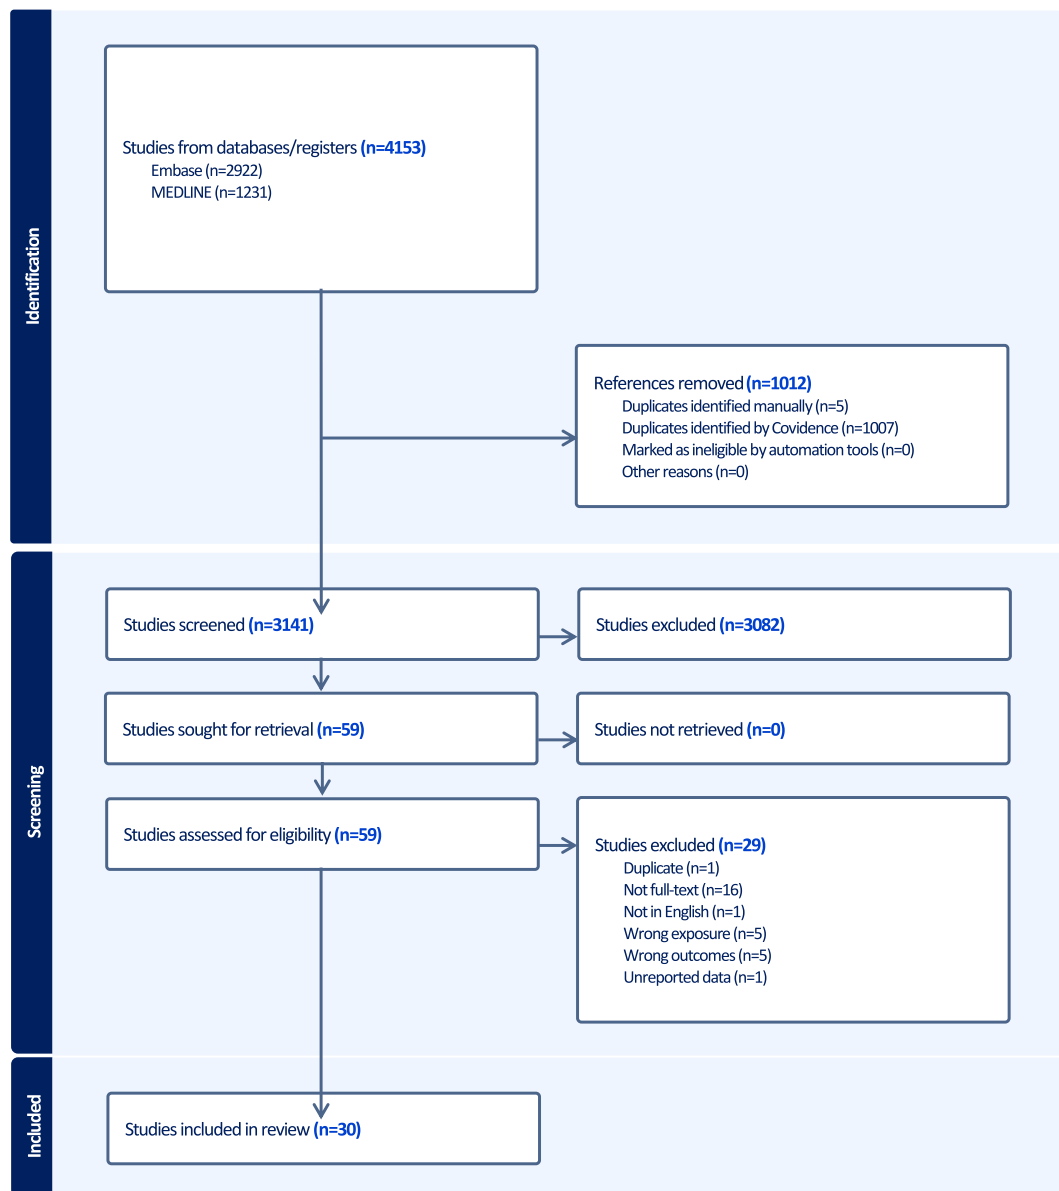 Identification
Studies from databases/registers (n=4153)
Embase (n=2922)
MEDLINE (n=1231)
References removed (n=1012)
Duplicates identified manually (n=5)
Duplicates identified by Covidence (n=1007)
Marked as ineligible by automation tools (n=0)
Other reasons (n=0)
Screening
Studies screened (n=3141)
Studies excluded (n=3082)
Studies sought for retrieval (n=59)
Studies not retrieved (n=0)
Studies assessed for eligibility (n=59)
Studies excluded (n=29)
Duplicate (n=1)
Not full-text (n=16)
Not in English (n=1)
Wrong exposure (n=5)
Wrong outcomes (n=5)
Unreported data (n=1)
Included
Studies included in review (n=30)